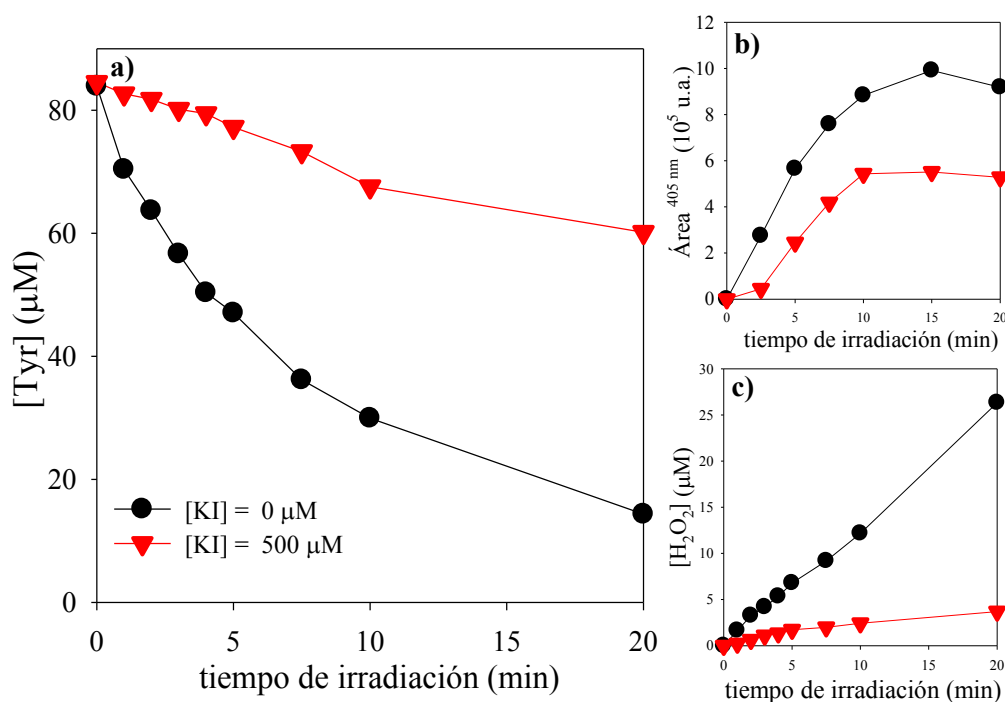 a)
[Tyr] (μM)
80
60
40
20
0
0 5 10 15 20
tiempo de irradiación (min)
[KI] = 0 μM
[KI] = 500 μM
b)
Área 405 nm (10⁵ u.a.)
12
10
8
6
4
2
0
0 5 10 15 20
tiempo de irradiación (min)
c)
[H₂O₂] (μM)
30
25
20
15
10
5
0
0 5 10 15 20
tiempo de irradiación (min)